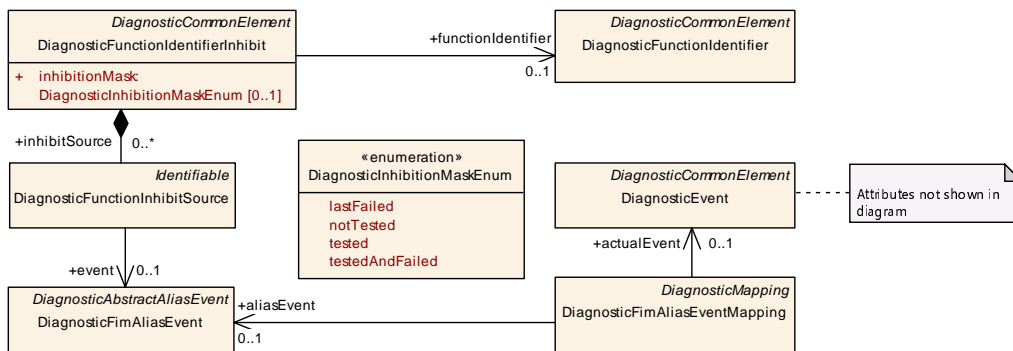 DiagnosticCommonElement
DiagnosticFunctionIdentifierInhibit
+ inhibitionMask:
DiagnosticInhibitionMaskEnum [0..1]
+functionIdentifier
0..1
DiagnosticCommonElement
DiagnosticFunctionIdentifier
+inhibitSource
0..*
Identifiable
DiagnosticFunctionInhibitSource
«enumeration»
DiagnosticInhibitionMaskEnum
lastFailed
notTested
tested
testedAndFailed
DiagnosticCommonElement
DiagnosticEvent
Attributes not shown in
diagram
+actualEvent
0..1
+event
0..1
DiagnosticAbstractAliasEvent
DiagnosticFimAliasEvent
+aliasEvent
0..1
DiagnosticMapping
DiagnosticFimAliasEventMapping